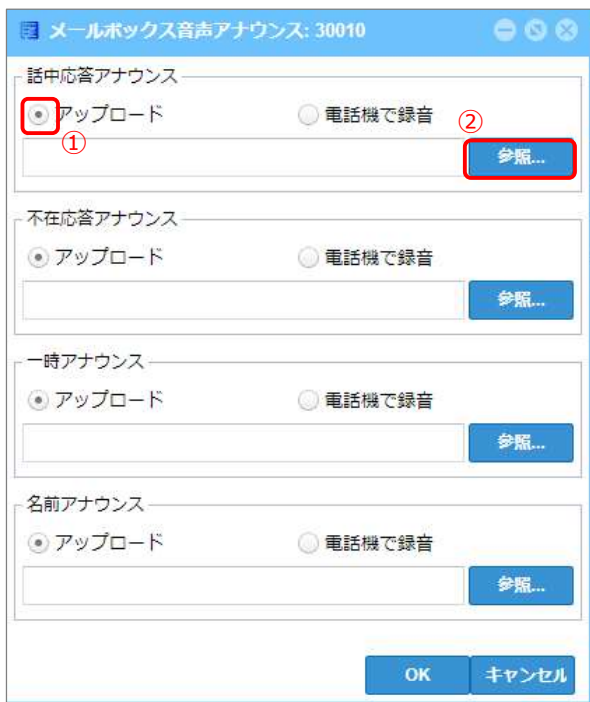 メールボックス音声アナウンス: 30010
話中応答アナウンス
アップロード 電話機で録音
① ②
参照...
不在応答アナウンス
アップロード 電話機で録音
参照...
一時アナウンス
アップロード 電話機で録音
参照...
名前アナウンス
アップロード 電話機で録音
参照...
OK キャンセル